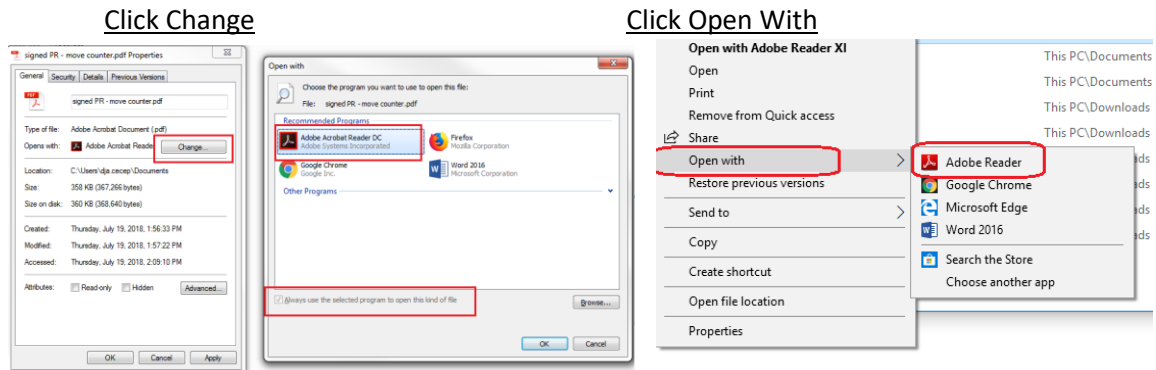 Click Change
signed PR - move counter.pdf Properties
General Security Details Previous Versions
PDF
signed PR - move counter.pdf
Type of file: Adobe Acrobat Document (.pdf)
Opens with: Adobe Acrobat Reade Change...
Location: C:\Users\dja cecep\Documents
Size: 358 KB (367,266 bytes)
Size on disk: 360 KB (368,640 bytes)
Created: Thursday, July 19, 2018, 1:56:33 PM
Modified: Thursday, July 19, 2018, 1:57:22 PM
Accessed: Thursday, July 19, 2018, 2:09:10 PM
Attributes: Read-only Hidden Advanced...
OK Cancel Apply
Open with
Choose the program you want to use to open this file:
File: signed PR - move counter.pdf
Recommended Programs
Adobe Acrobat Reader DC
Adobe Systems Incorporated
Firefox
Mozilla Corporation
Google Chrome
Google Inc.
Word 2016
Microsoft Corporation
Other Programs
Always use the selected program to open this kind of file
Browse...
OK Cancel
Click Open With
Open with Adobe Reader XI
Open
Print
Remove from Quick access
Share
Open with
Restore previous versions
Send to
Copy
Create shortcut
Open file location
Properties
Adobe Reader
Google Chrome
Microsoft Edge
Word 2016
Search the Store
Choose another app
This PC\Documents
This PC\Documents
This PC\Downloads
This PC\Downloads
ads
ads
ads
ads